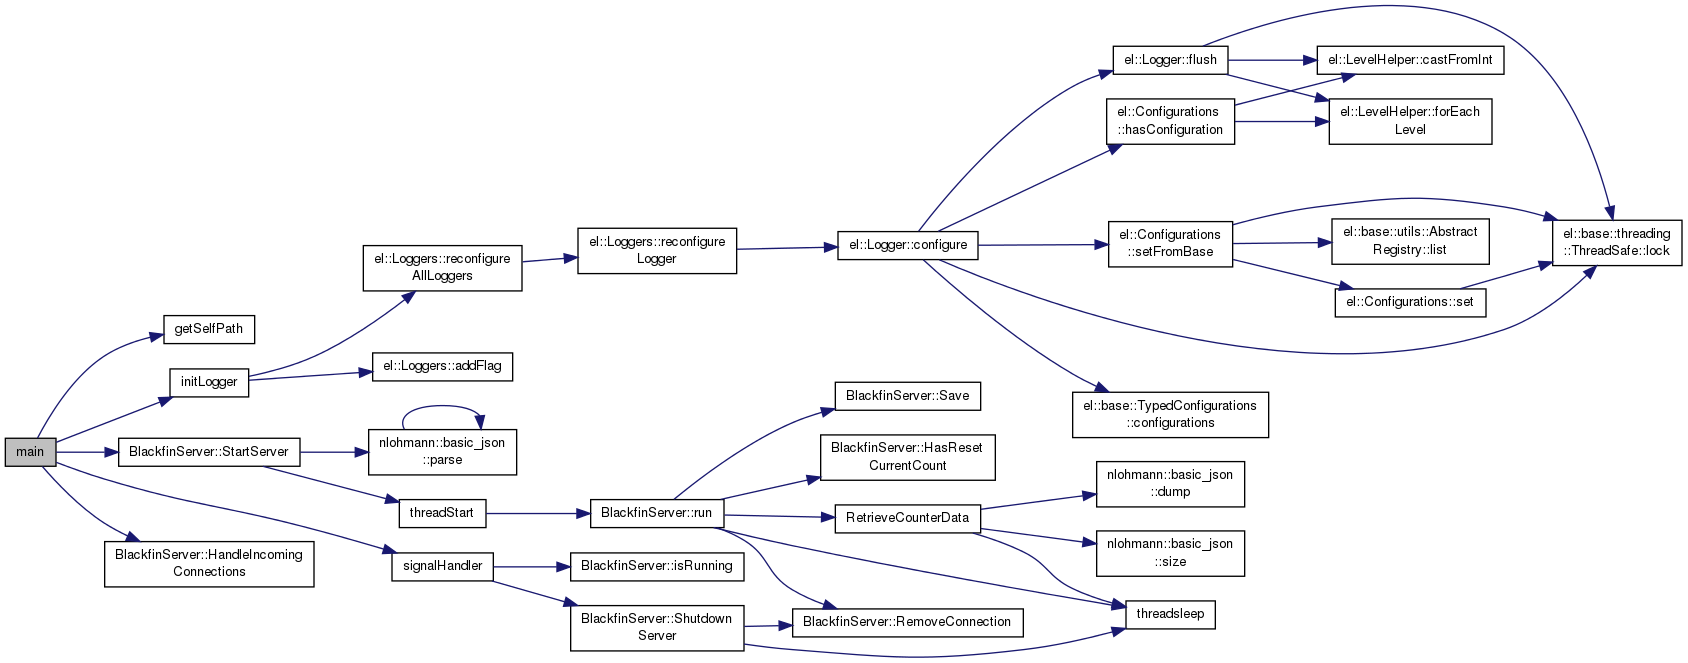 main
getSelfPath
initLogger
BlackfinServer::StartServer
BlackfinServer::HandleIncoming
Connections
el::Loggers::reconfigure
AllLoggers
el::Loggers::addFlag
nlohmann::basic_json
::parse
threadStart
signalHandler
el::Loggers::reconfigure
Logger
BlackfinServer::run
BlackfinServer::isRunning
BlackfinServer::Shutdown
Server
el::Logger::configure
BlackfinServer::Save
BlackfinServer::HasReset
CurrentCount
RetrieveCounterData
BlackfinServer::RemoveConnection
el::Logger::flush
el::Configurations
::hasConfiguration
el::Configurations
::setFromBase
el::base::TypedConfigurations
::configurations
nlohmann::basic_json
::dump
nlohmann::basic_json
::size
threadsleep
el::LevelHelper::castFromInt
el::LevelHelper::forEach
Level
el::base::utils::Abstract
Registry::list
el::Configurations::set
el::base::threading
::ThreadSafe::lock